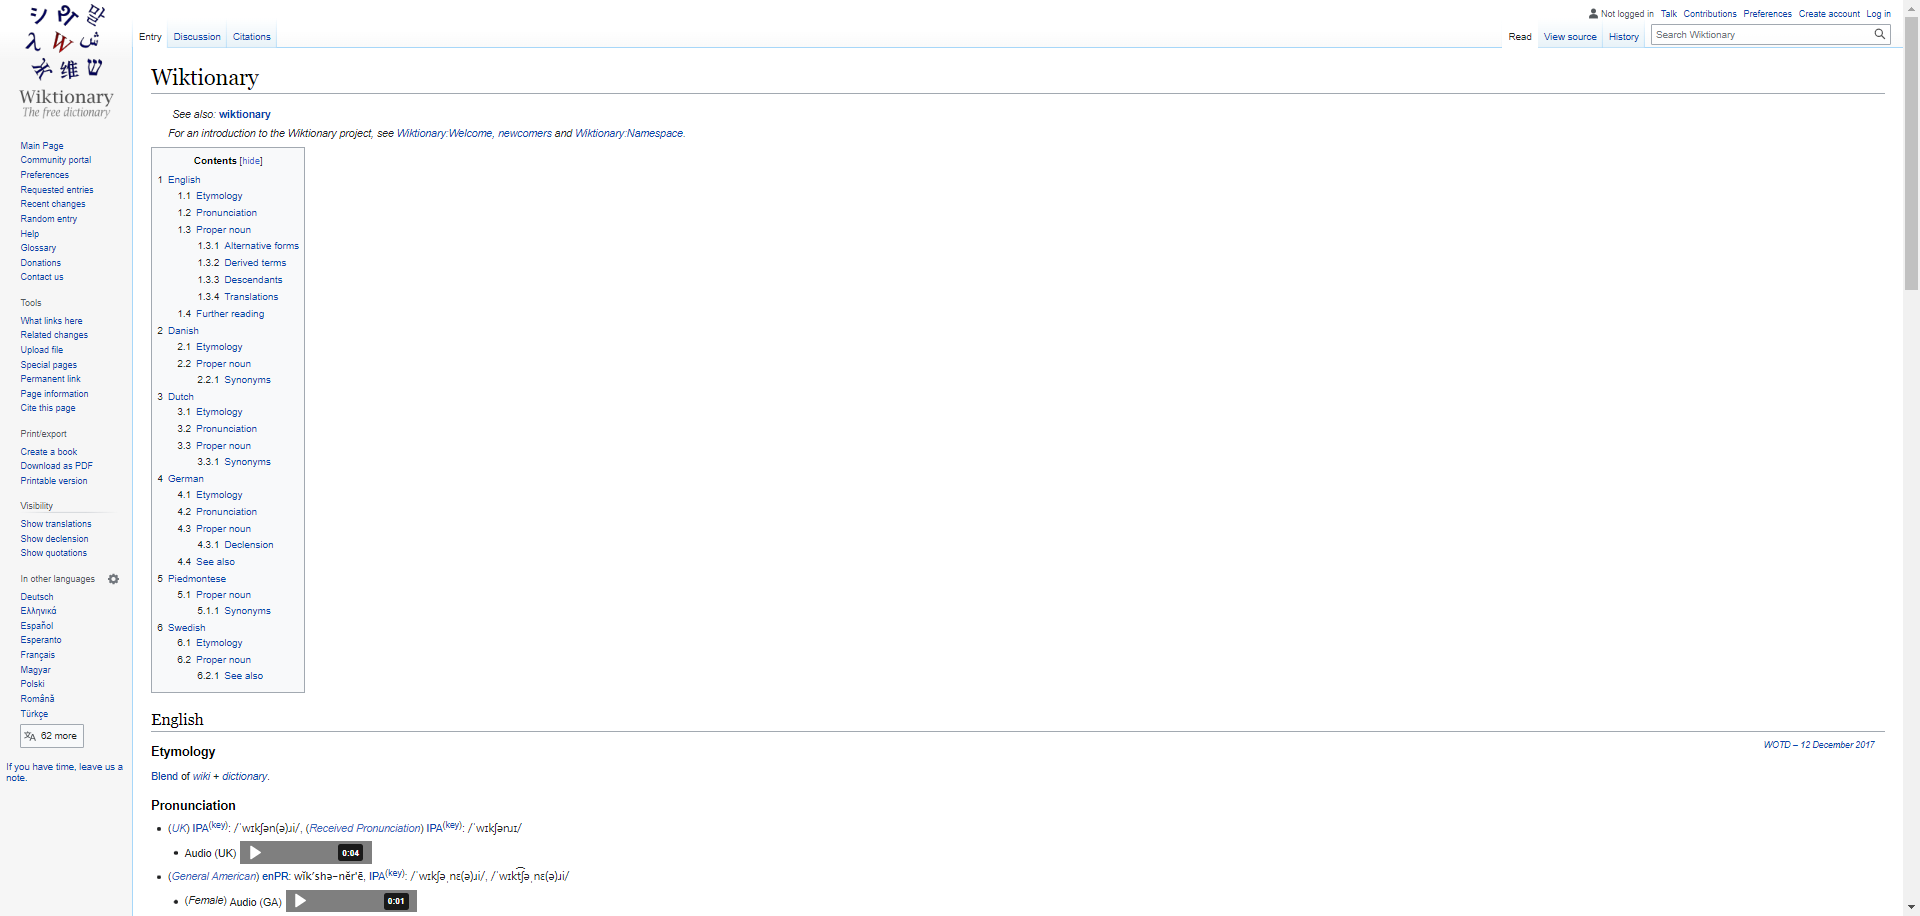 Not logged in Talk Contributions Preferences Create account Log in
Entry Discussion Citations
Read View source History Search Wiktionary
シ 말
维 ש
Wiktionary
The free dictionary
Main Page
Community portal
Preferences
Requested entries
Recent changes
Random entry
Help
Glossary
Donations
Contact us
Tools
What links here
Related changes
Upload file
Special pages
Permanent link
Page information
Cite this page
Print/export
Create a book
Download as PDF
Printable version
Visibility
Show translations
Show declension
Show quotations
In other languages
Deutsch
Ελληνικά
Español
Esperanto
Français
Magyar
Polski
Română
Türkçe
62 more
If you have time, leave us a
note.
Wiktionary
See also: wiktionary
For an introduction to the Wiktionary project, see Wiktionary:Welcome, newcomers and Wiktionary:Namespace.
Contents [hide]
1 English
1.1 Etymology
1.2 Pronunciation
1.3 Proper noun
1.3.1 Alternative forms
1.3.2 Derived terms
1.3.3 Descendants
1.3.4 Translations
1.4 Further reading
2 Danish
2.1 Etymology
2.2 Proper noun
2.2.1 Synonyms
3 Dutch
3.1 Etymology
3.2 Pronunciation
3.3 Proper noun
3.3.1 Synonyms
4 German
4.1 Etymology
4.2 Pronunciation
4.3 Proper noun
4.3.1 Declension
4.4 See also
5 Piedmontese
5.1 Proper noun
5.1.1 Synonyms
6 Swedish
6.1 Etymology
6.2 Proper noun
6.2.1 See also
English
Etymology
WOTD – 12 December 2017
Blend of wiki + dictionary.
Pronunciation
(UK) IPA(key): /ˈwɪkʃən(ə)ɹi/, (Received Pronunciation) IPA(key): /ˈwɪkʃənɹɪ/
Audio (UK) 0:04
(General American) enPR: wĭkʹshə-nĕr'ē, IPA(key): /ˈwɪkʃəˌnɛ(ə)ɹi/, /ˈwɪkt͡ʃəˌnɛ(ə)ɹi/
(Female) Audio (GA) 0:01